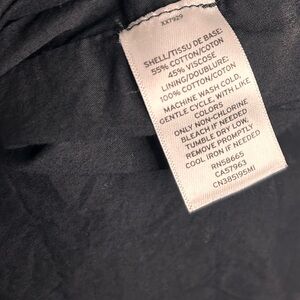 XX7929
SHELL/TISSU DE BASE:
55% COTTON/COTON
45% VISCOSE
LINING/DOUBLURE:
100% COTTON/COTON
MACHINE WASH COLD,
GENTLE CYCLE, WITH LIKE
COLORS
ONLY NON-CHLORINE
BLEACH IF NEEDED
TUMBLE DRY LOW,
REMOVE PROMPTLY,
COOL IRON IF NEEDED
RN58665
CA57963
CN385195MI